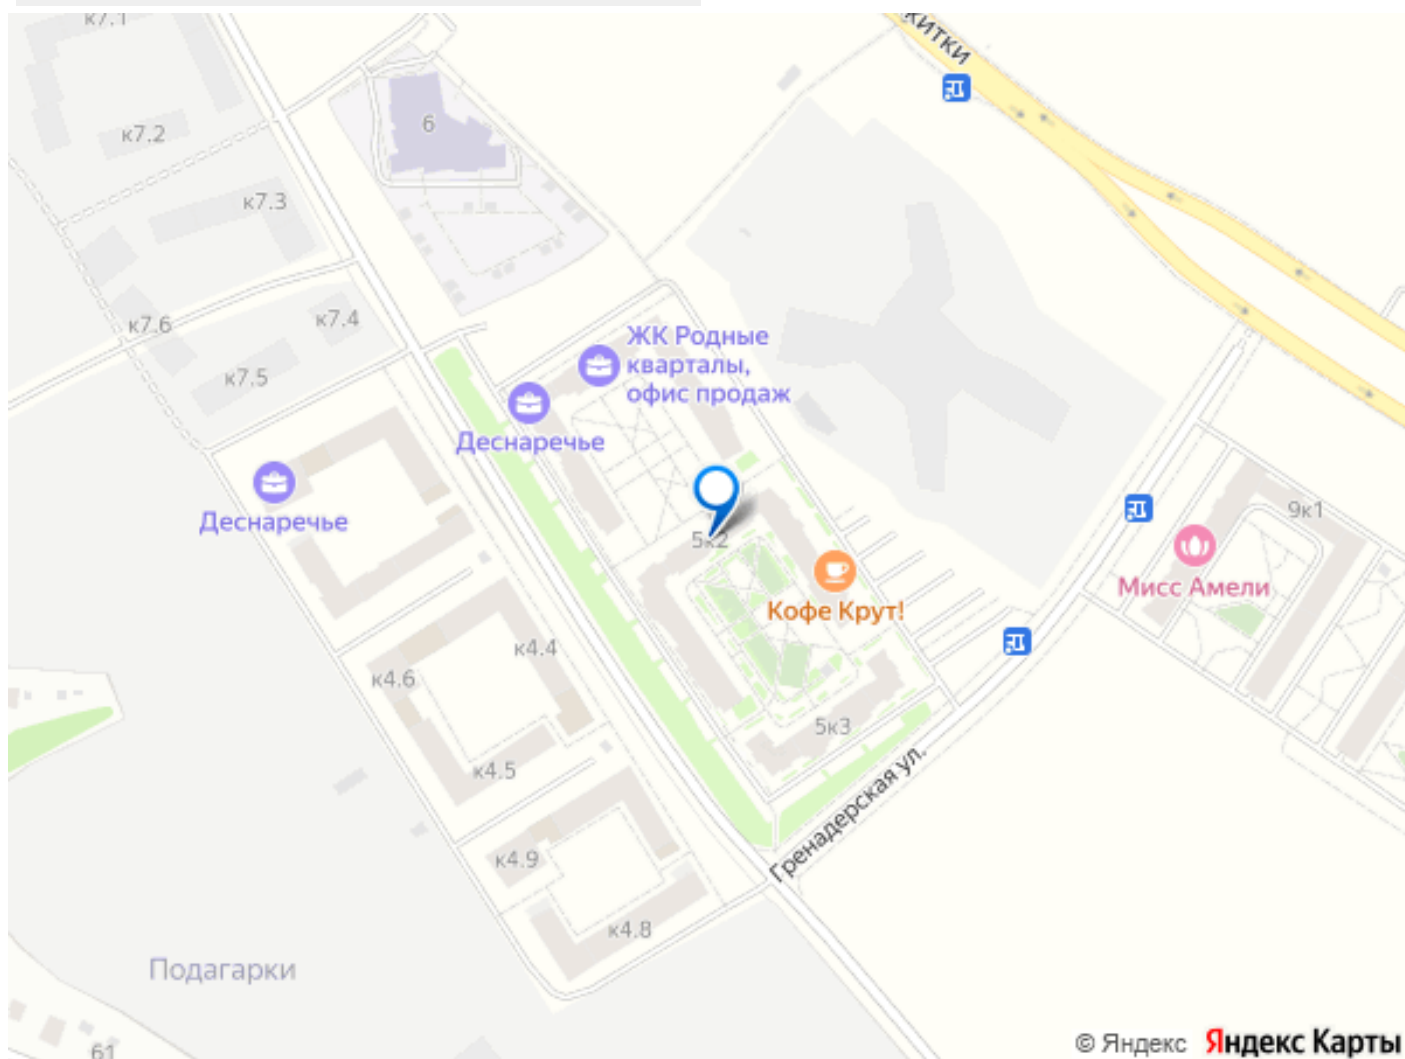 к7.1
КИТКИ
к7.2
6
к7.3
к7.6
к7.4
ЖК Родные
кварталы,
офис продаж
к7.5
Деснаречье
Деснаречье
5к2
9к1
Мисс Амели
Кофе Крут!
к4.4
к4.6
5к3
к4.5
Гренадерская ул.
к4.9
к4.8
Подагарки
61
© Яндекс Яндекс Карты